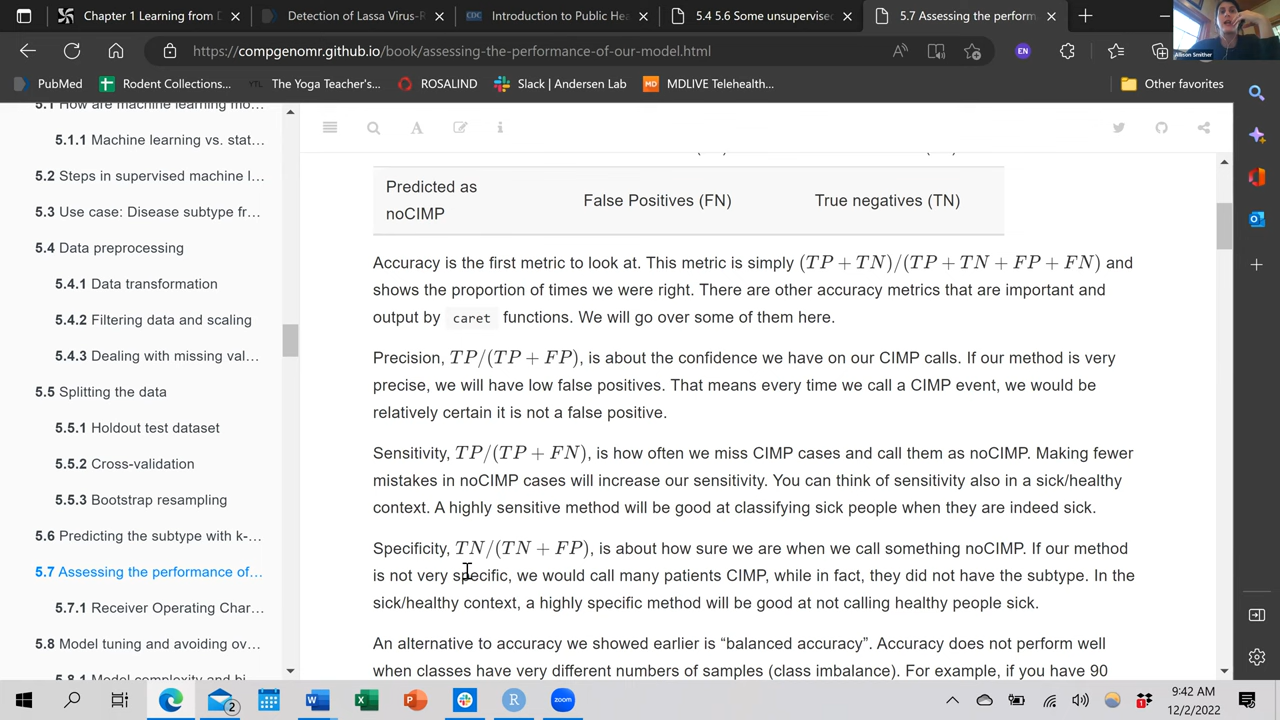 Chapter 1 Learning from D
Detection of Lassa Virus-R
CDC
Introduction to Public He
5.4 5.6 Some unsupervised
5.7 Assessing the perform
https://compgenomr.github.io/book/assessing-the-performance-of-our-model.html
EN
Allison Smither
PubMed
Rodent Collections...
YTL
The Yoga Teacher's...
ROSALIND
Slack | Andersen Lab
MD
MDLIVE Telehealth...
Other favorites
5.1 How are machine learning mo...
5.1.1 Machine learning vs. stat...
5.2 Steps in supervised machine l...
5.3 Use case: Disease subtype fr...
5.4 Data preprocessing
5.4.1 Data transformation
5.4.2 Filtering data and scaling
5.4.3 Dealing with missing val...
5.5 Splitting the data
5.5.1 Holdout test dataset
5.5.2 Cross-validation
5.5.3 Bootstrap resampling
5.6 Predicting the subtype with k-...
5.7 Assessing the performance of...
5.7.1 Receiver Operating Char...
5.8 Model tuning and avoiding ov...
5.8.1 Model complexity and bi...
Predicted as
noCIMP
False Positives (FN)
True negatives (TN)
Accuracy is the first metric to look at. This metric is simply (TP + TN)/(TP + TN + FP + FN) and
shows the proportion of times we were right. There are other accuracy metrics that are important and
output by caret functions. We will go over some of them here.
Precision, TP/(TP + FP), is about the confidence we have on our CIMP calls. If our method is very
precise, we will have low false positives. That means every time we call a CIMP event, we would be
relatively certain it is not a false positive.
Sensitivity, TP/(TP + FN), is how often we miss CIMP cases and call them as noCIMP. Making fewer
mistakes in noCIMP cases will increase our sensitivity. You can think of sensitivity also in a sick/healthy
context. A highly sensitive method will be good at classifying sick people when they are indeed sick.
Specificity, TN/(TN + FP), is about how sure we are when we call something noCIMP. If our method
is not very specific, we would call many patients CIMP, while in fact, they did not have the subtype. In the
sick/healthy context, a highly specific method will be good at not calling healthy people sick.
An alternative to accuracy we showed earlier is “balanced accuracy”. Accuracy does not perform well
when classes have very different numbers of samples (class imbalance). For example, if you have 90
2
W
X
P
R
zoom
1
9:42 AM
12/2/2022